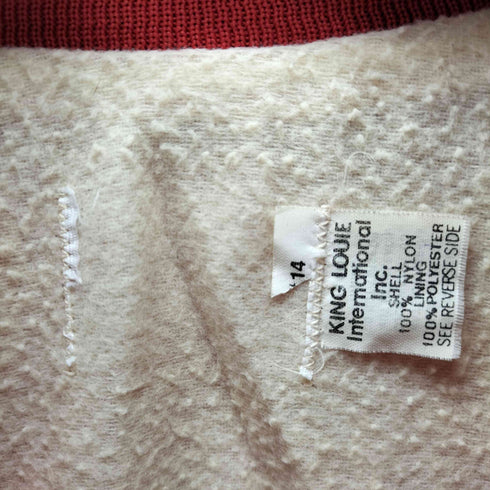 KING LOUIE
International
Inc.
SHELL
100% NYLON
LINING
100% POLYESTER
SEE REVERSE SIDE
14